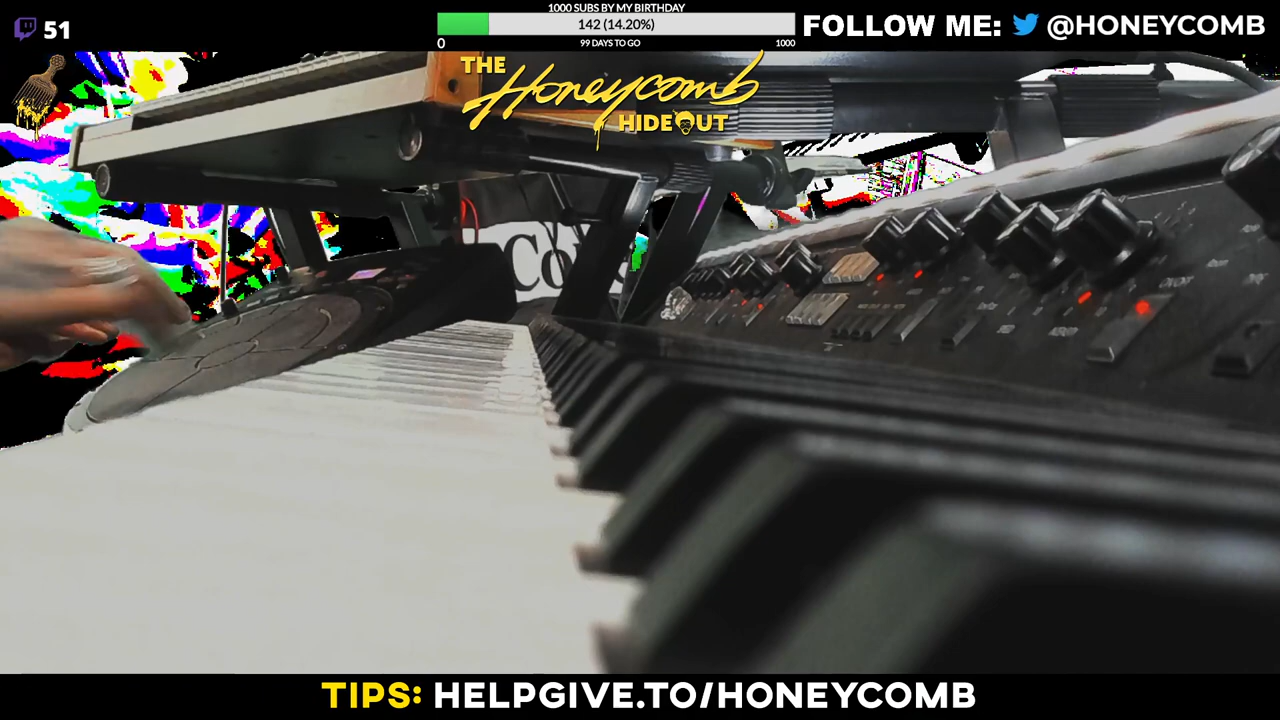 51
1000 SUBS BY MY BIRTHDAY
142 (14.20%)
0 99 DAYS TO GO 1000
FOLLOW ME: @HONEYCOMB
THE
Honeycomb
HIDEOUT
TIPS: HELPGIVE.TO/HONEYCOMB